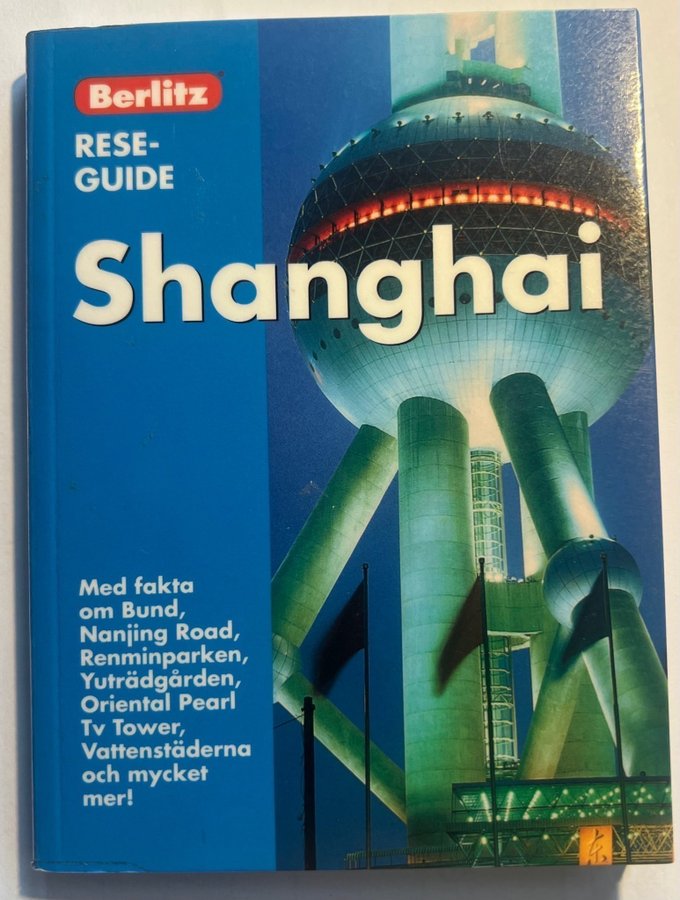 Berlitz
RESE-
GUIDE
Shanghai
Med fakta
om Bund,
Nanjing Road,
Renminparken,
Yuträdgården,
Oriental Pearl
Tv Tower,
Vattenstäderna
och mycket
mer!
东